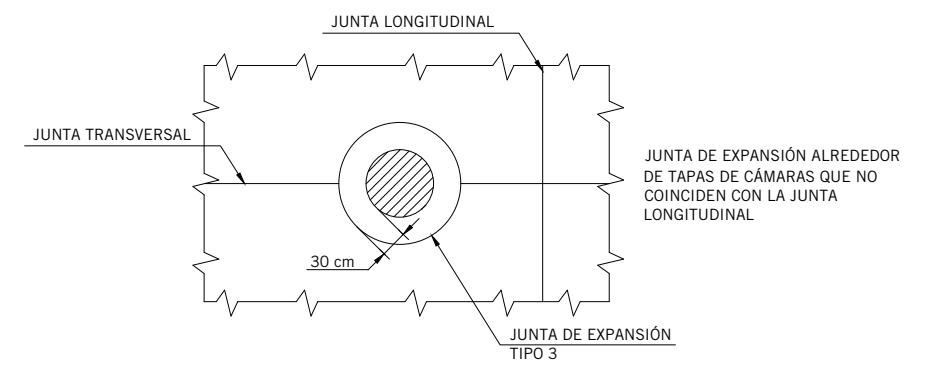 JUNTA LONGITUDINAL
JUNTA TRANSVERSAL
JUNTA DE EXPANSIÓN ALREDEDOR
DE TAPAS DE CÁMARAS QUE NO
COINCIDEN CON LA JUNTA
LONGITUDINAL
30 cm
JUNTA DE EXPANSIÓN
TIPO 3